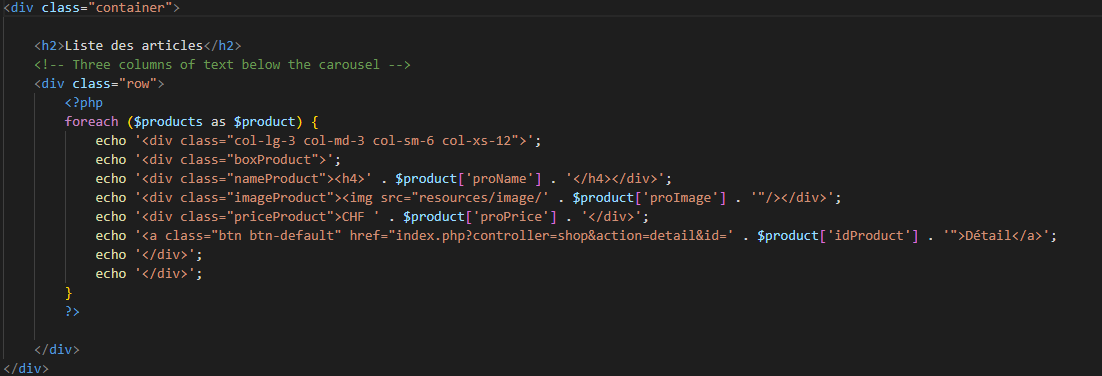 <div class="container">
<h2>Liste des articles</h2>
<!-- Three columns of text below the carousel -->
<div class="row">
<?php
foreach ($products as $product) {
echo '<div class="col-lg-3 col-md-3 col-sm-6 col-xs-12">';
echo '<div class="boxProduct">';
echo '<div class="nameProduct"><h4>' . $product['proName'] . '</h4></div>';
echo '<div class="imageProduct"><img src="resources/image/' . $product['proImage'] . '"/></div>';
echo '<div class="priceProduct">CHF ' . $product['proPrice'] . '</div>';
echo '<a class="btn btn-default" href="index.php?controller=shop&action=detail&id=' . $product['idProduct'] . '">Détail</a>';
echo '</div>';
echo '</div>';
}
?>
</div>
</div>